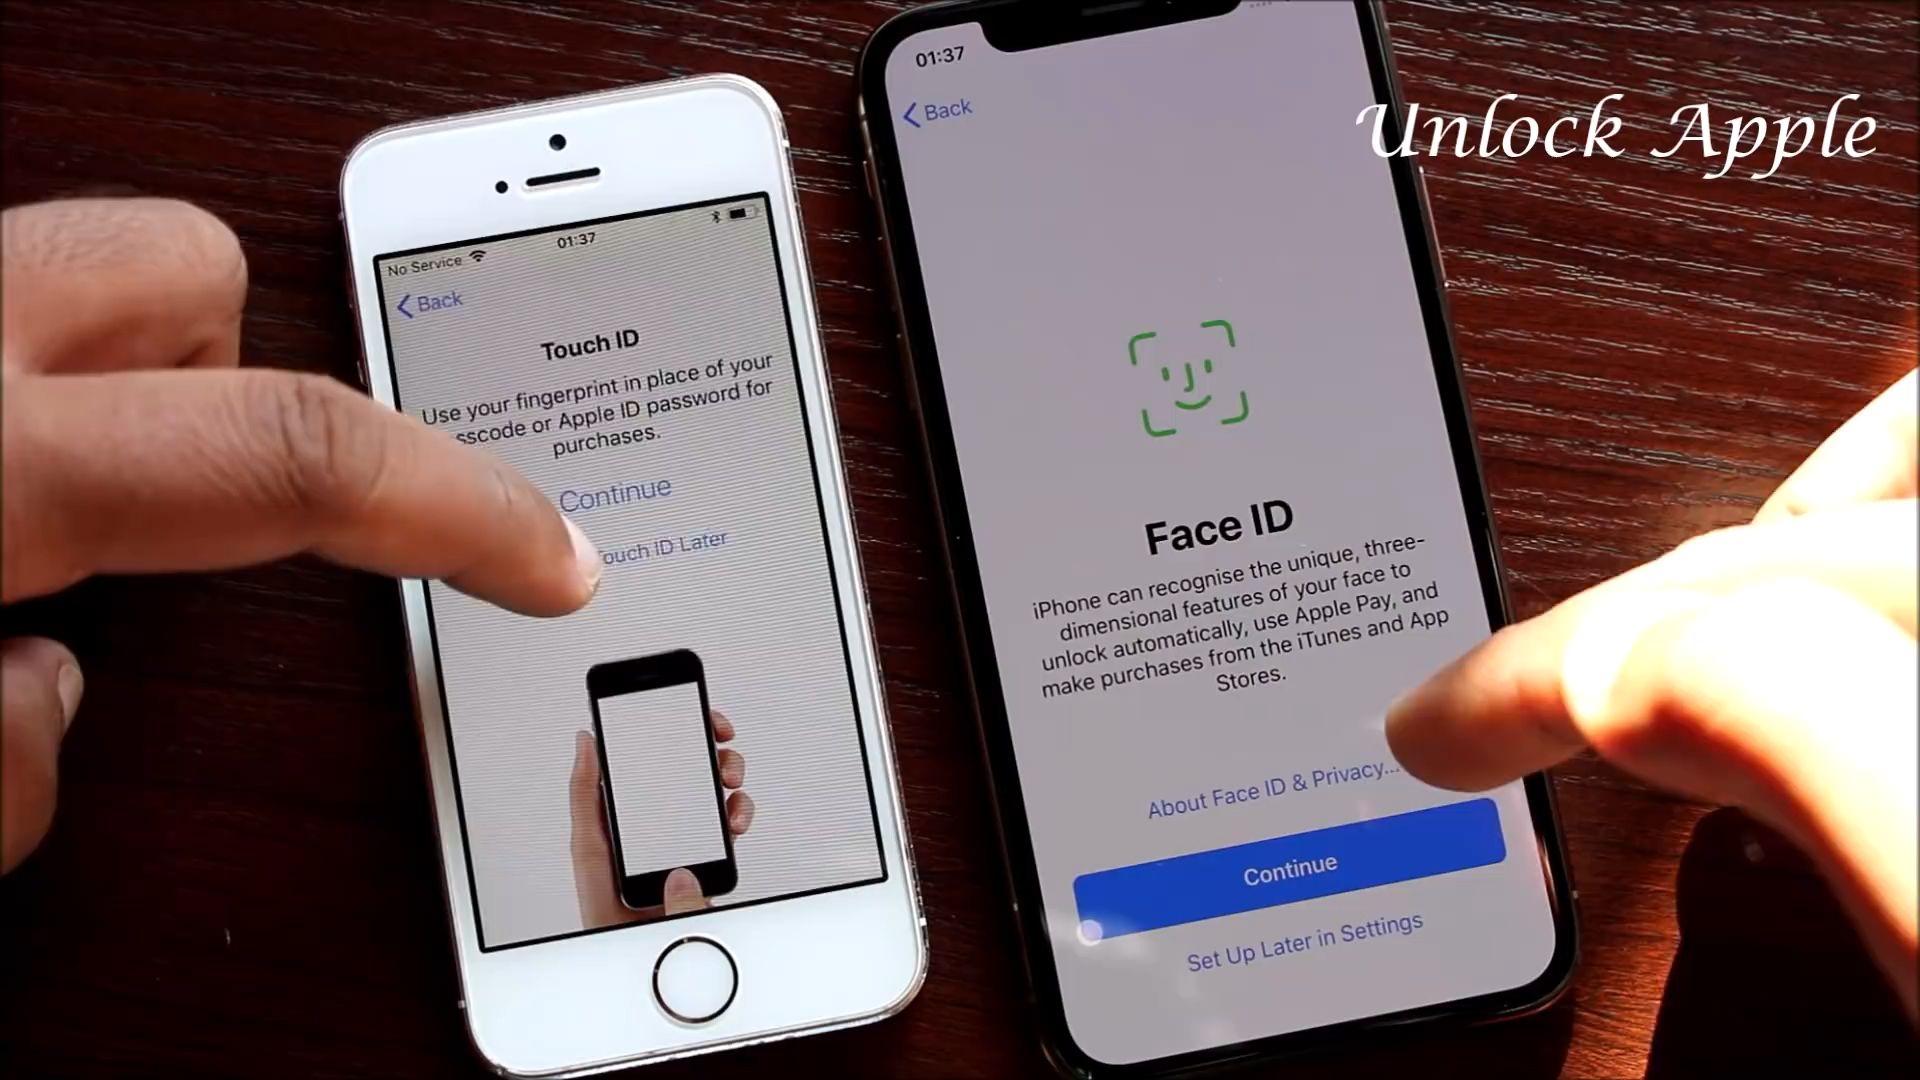 Unlock Apple
No Service
01:37
Back
Touch ID
Use your fingerprint in place of your
sscode or Apple ID password for
purchases.
Continue
ouch ID Later
01:37
Back
Face ID
iPhone can recognise the unique, three-
dimensional features of your face to
unlock automatically, use Apple Pay, and
make purchases from the iTunes and App
Stores.
About Face ID & Privacy...
Continue
Set Up Later in Settings